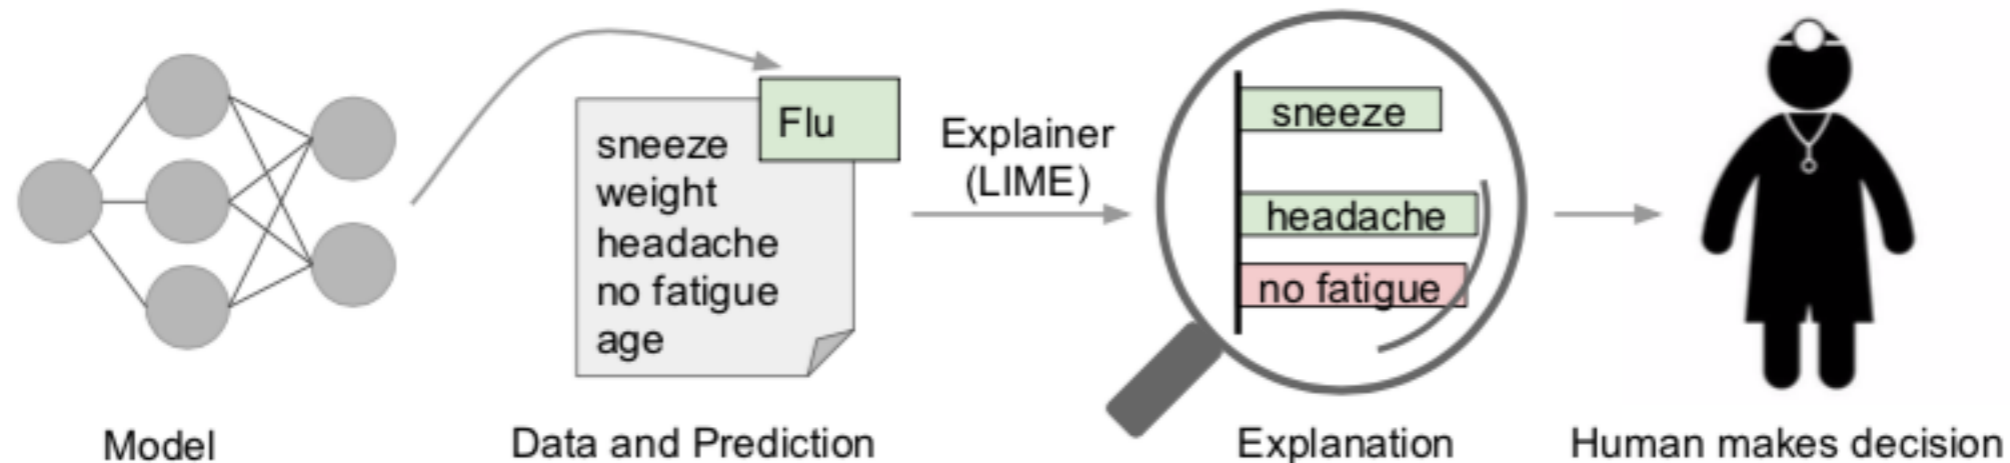 Flu
sneeze
weight
headache
no fatigue
age
Explainer
(LIME)
sneeze
headache
no fatigue
Model
Data and Prediction
Explanation
Human makes decision